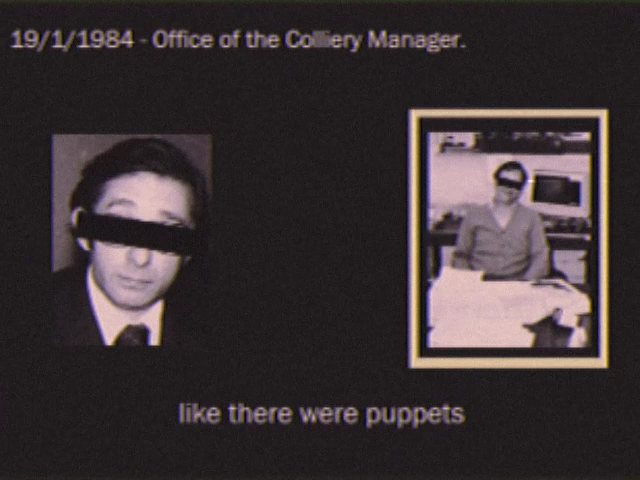 19/1/1984 - Office of the Colliery Manager.
like there were puppets